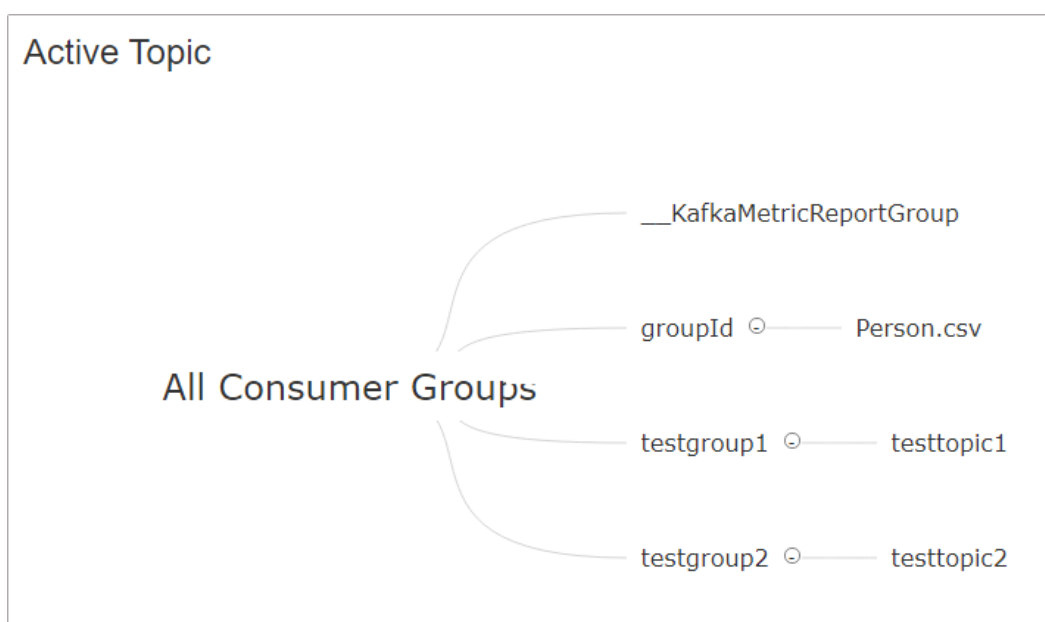 Active Topic
__KafkaMetricReportGroup
groupId - Person.csv
All Consumer Groups
testgroup1 - testtopic1
testgroup2 - testtopic2